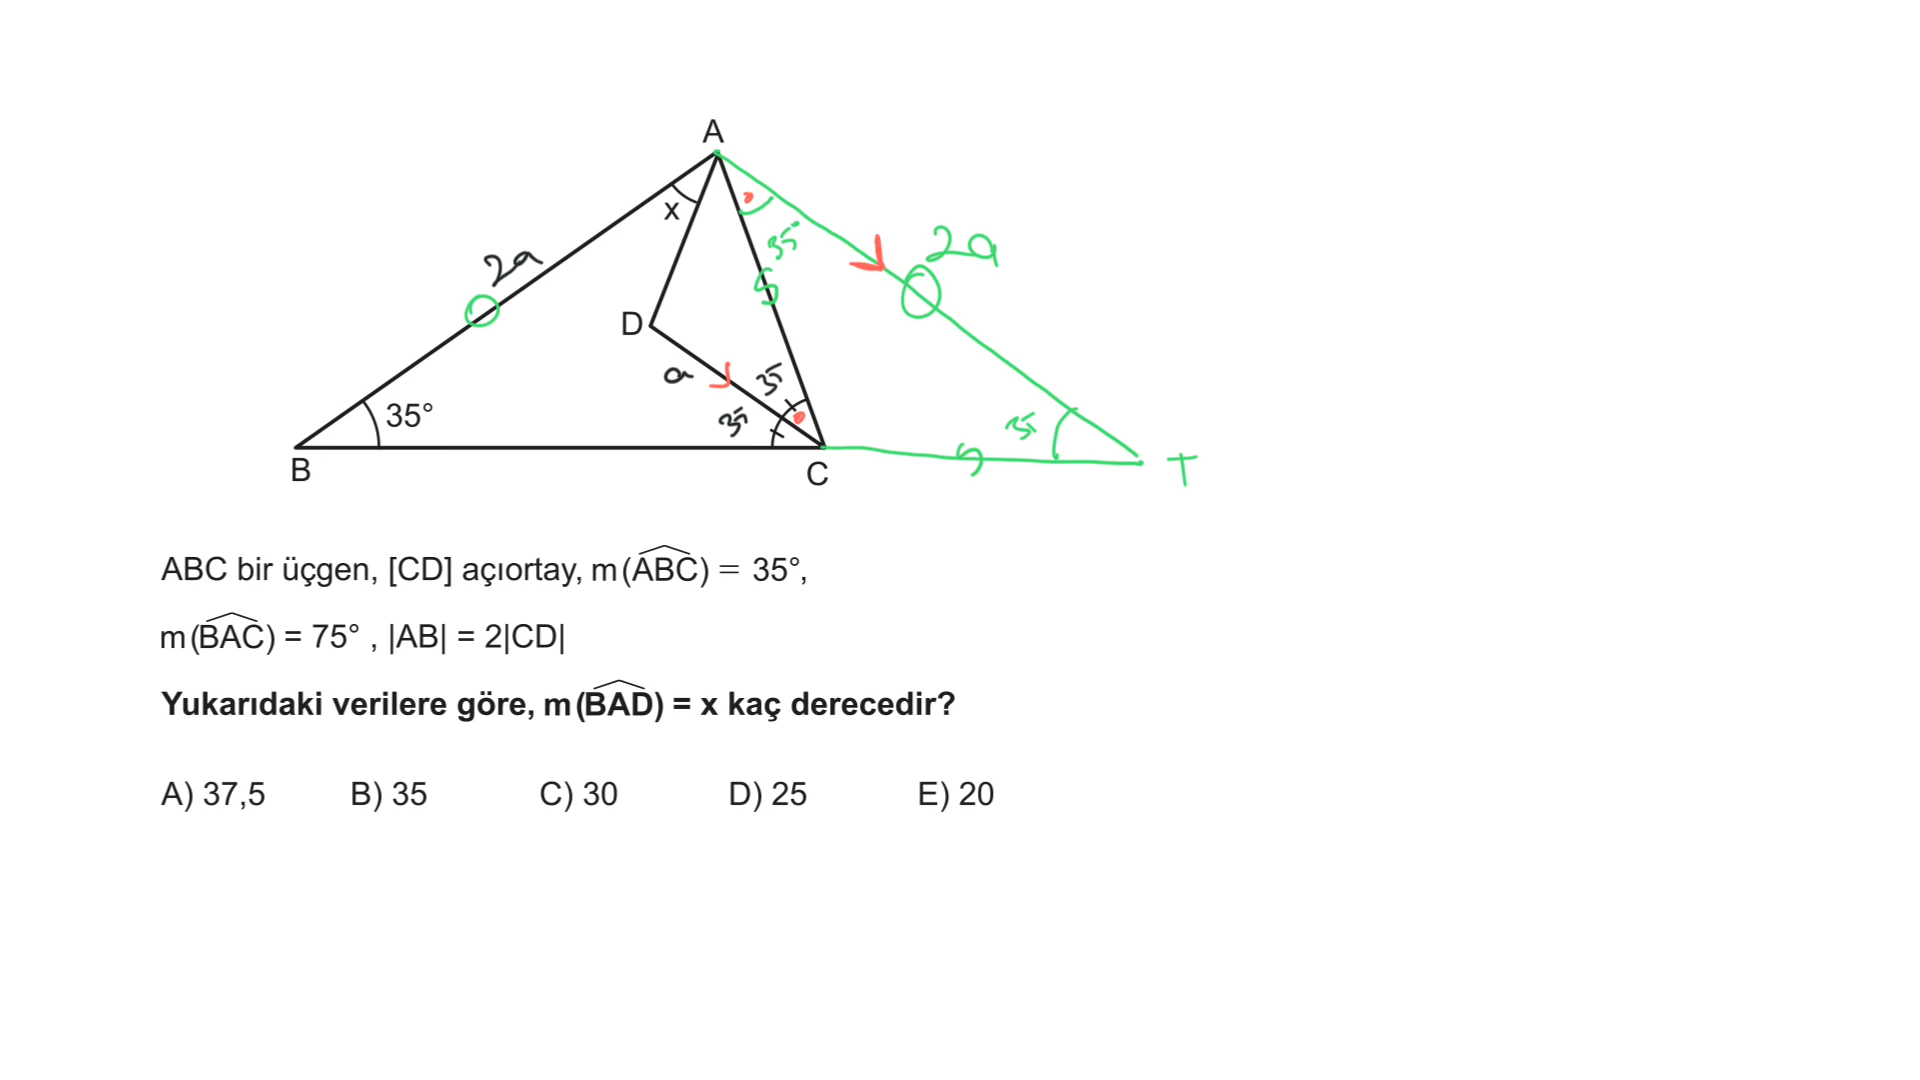 A
x
2a
35
2a
S
D
a
35
35
35°
35
B
C
S
T
ABC bir üçgen, [CD] açıortay, m(ABC) = 35°,
m(BAC) = 75° , |AB| = 2|CD|
Yukarıdaki verilere göre, m(BAD) = x kaç derecedir?
A) 37,5 B) 35 C) 30 D) 25 E) 20